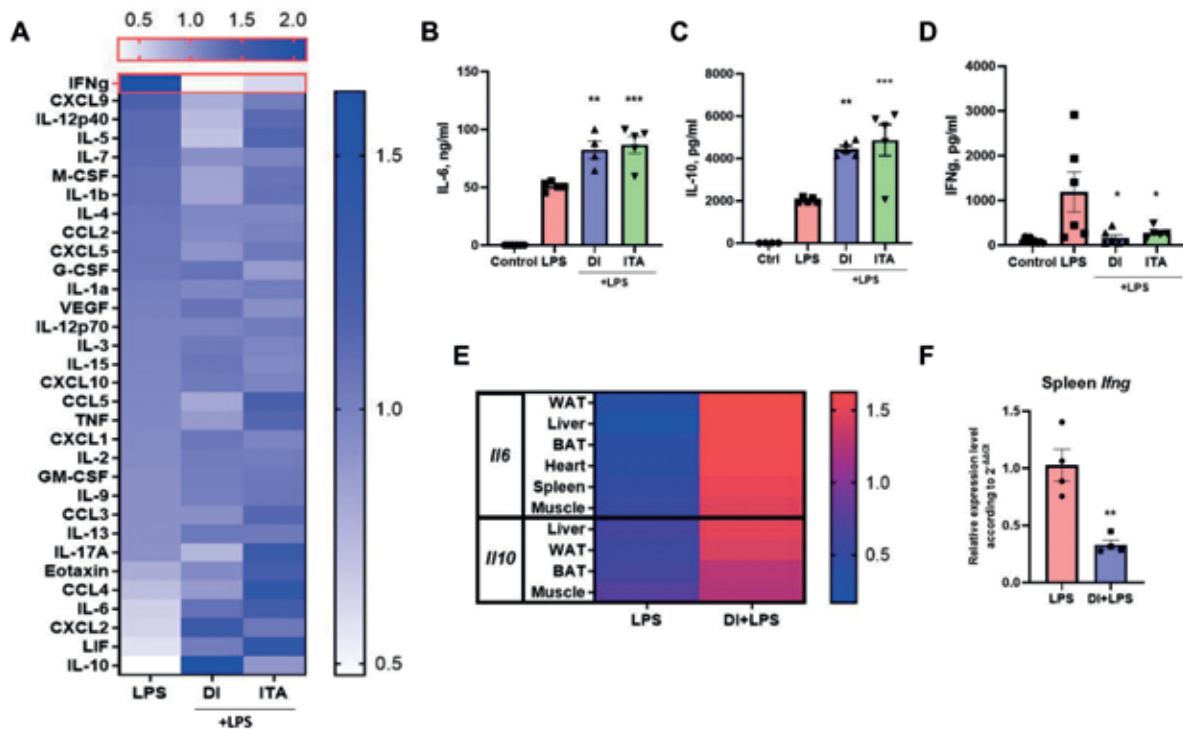 A
0.5 1.0 1.5 2.0
IFNg
CXCL9
IL-12p40
IL-5
IL-7
M-CSF
IL-1b
IL-4
CCL2
CXCL5
G-CSF
IL-1a
VEGF
IL-12p70
IL-3
IL-15
CXCL10
CCL5
TNF
CXCL1
IL-2
GM-CSF
IL-9
CCL3
IL-13
IL-17A
Eotaxin
CCL4
IL-6
CXCL2
LIF
IL-10
1.5
1.0
0.5
LPS DI ITA
+LPS
B
IL-6, ng/ml
150
100
50
0
** ***
Control LPS DI ITA
+LPS
C
IL-10, pg/ml
8000
6000
4000
2000
0
** ***
Ctrl LPS DI ITA
+LPS
D
IFNg, pg/ml
4000
3000
2000
1000
0
* *
Control LPS DI ITA
+LPS
E
Il6
WAT
Liver
BAT
Heart
Spleen
Muscle
Il10
Liver
WAT
BAT
Muscle
LPS DI+LPS
1.5
1.0
0.5
F
Spleen Ifng
Relative expression level
according to 2^-ΔΔCt
1.5
1.0
0.5
0.0
**
LPS DI+LPS